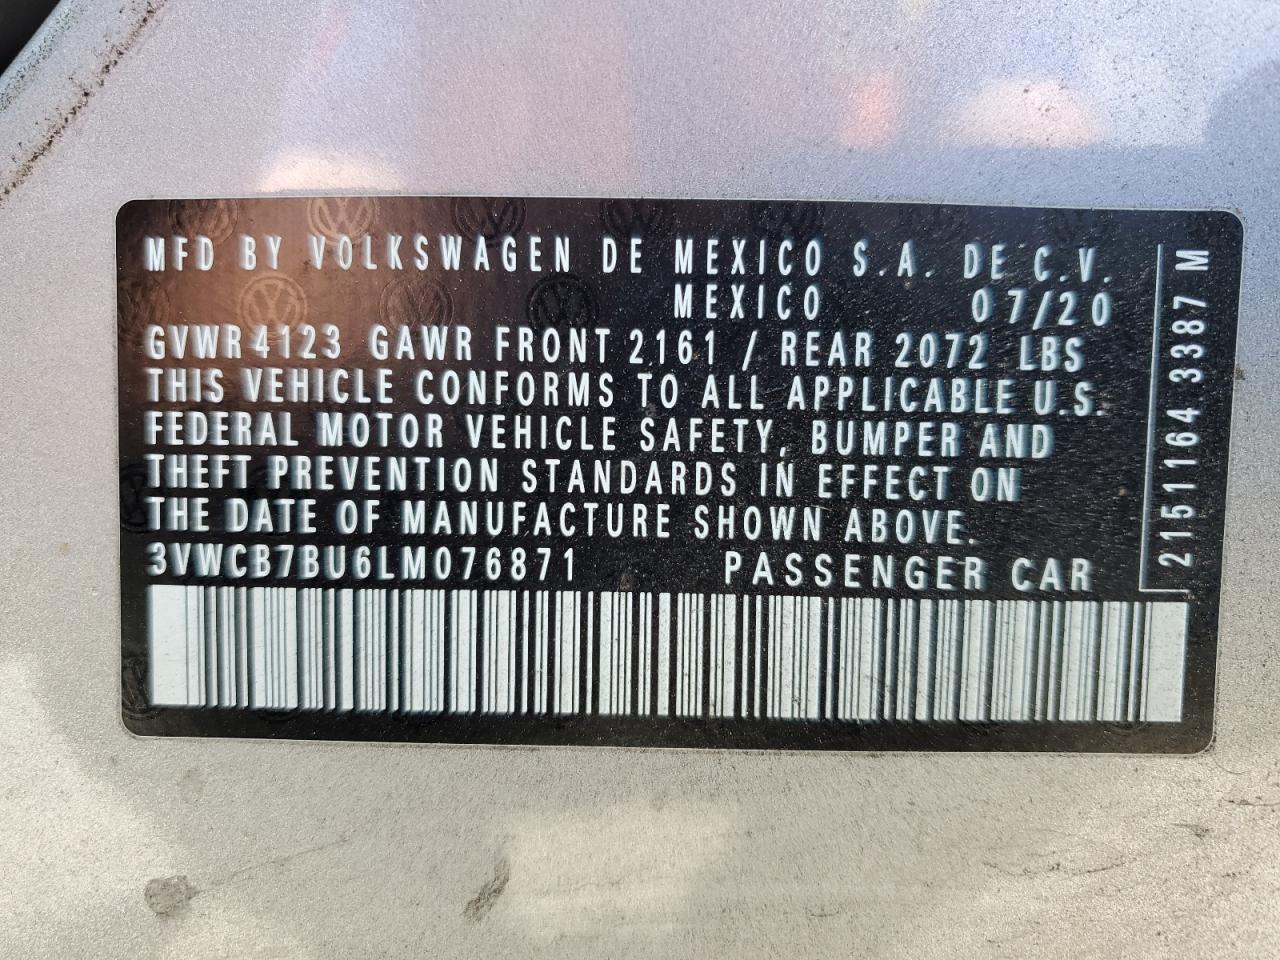 MFD BY VOLKSWAGEN DE MEXICO S.A. DE C.V.
MEXICO 07/20
GVWR4123 GAWR FRONT 2161 / REAR 2072 LBS
THIS VEHICLE CONFORMS TO ALL APPLICABLE U.S.
FEDERAL MOTOR VEHICLE SAFETY, BUMPER AND
THEFT PREVENTION STANDARDS IN EFFECT ON
THE DATE OF MANUFACTURE SHOWN ABOVE.
3VWCB7BU6LM076871 PASSENGER CAR
2151164 3387 M